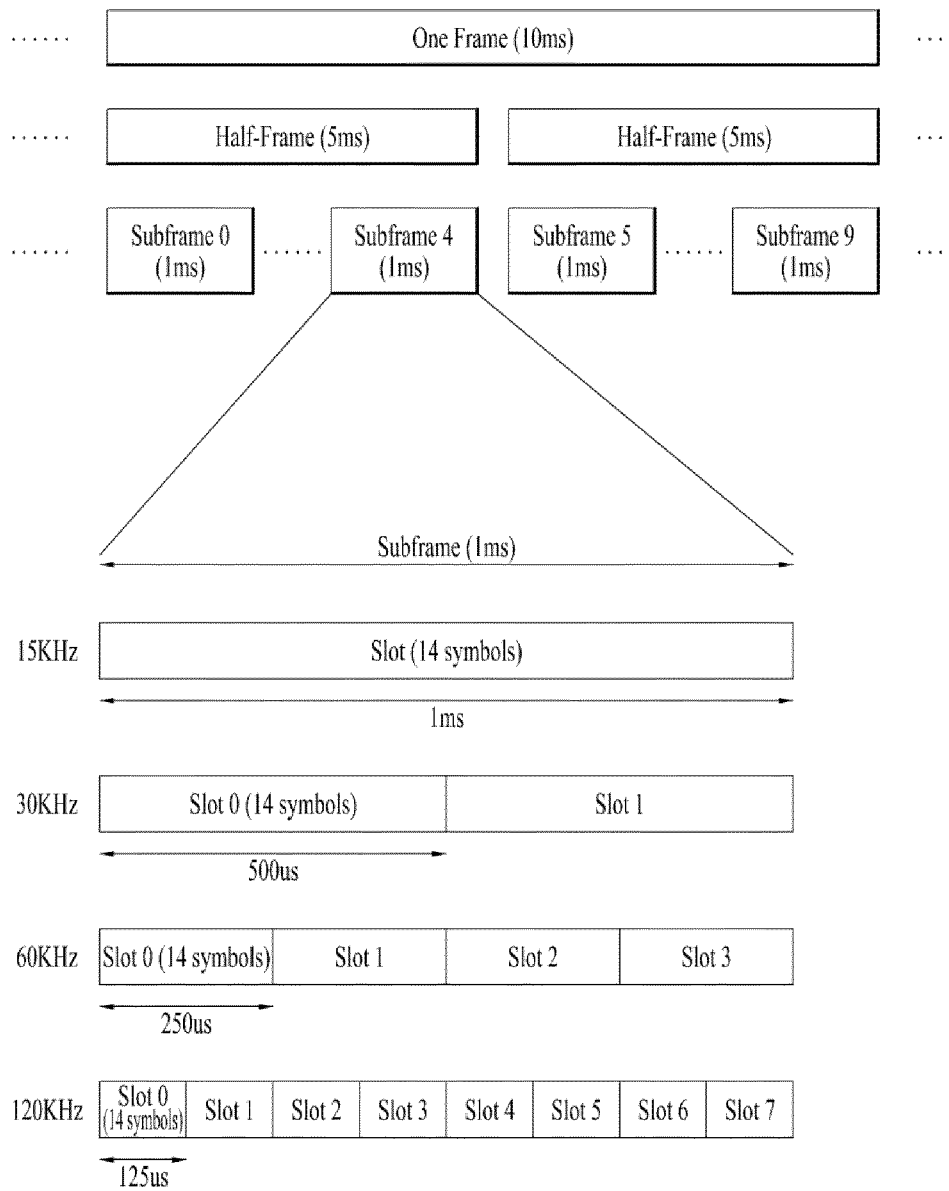 ...... One Frame (10ms) ...
...... Half-Frame (5ms) Half-Frame (5ms) ...
...... Subframe 0 (1ms) ...... Subframe 4 (1ms) Subframe 5 (1ms) ...... Subframe 9 (1ms) ...
Subframe (1ms)
15KHz Slot (14 symbols)
1ms
30KHz Slot 0 (14 symbols) Slot 1
500us
60KHz Slot 0 (14 symbols) Slot 1 Slot 2 Slot 3
250us
120KHz Slot 0 (14 symbols) Slot 1 Slot 2 Slot 3 Slot 4 Slot 5 Slot 6 Slot 7
125us